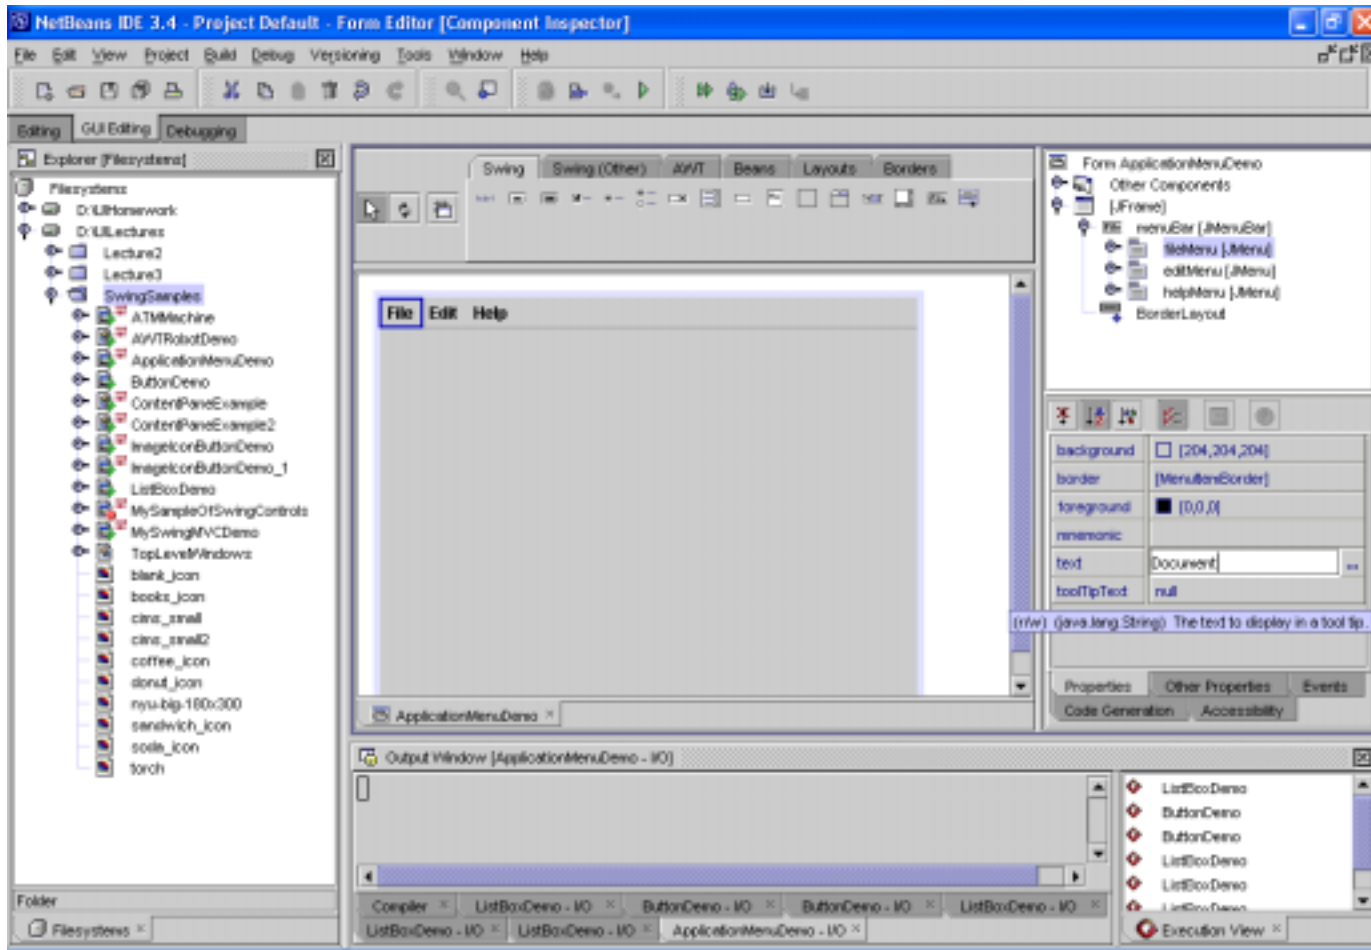 NetBeans IDE 3.4 - Project Default - Form Editor [Component Inspector]
File Edit View Project Build Debug Versioning Tools Window Help
Editing GUI Editing Debugging
Explorer [Filesystems]
Filesystems
D:\UIHomework
D:\UILectures
Lecture2
Lecture3
SwingSamples
ATMMachine
AWTRobotDemo
ApplicationMenuDemo
ButtonDemo
ContentPaneExample
ContentPaneExample2
ImageIconButtonDemo
ImageIconButtonDemo_1
ListBoxDemo
MySampleOfSwingControls
MySwingMVCDemo
TopLevelWindows
blank_icon
books_icon
cims_small
cims_small2
coffee_icon
donut_icon
nyu-big-180x300
sandwich_icon
soda_icon
torch
Folder
Filesystems
Swing Swing (Other) AWT Beans Layouts Borders
File Edit Help
ApplicationMenuDemo
Form ApplicationMenuDemo
Other Components
[JFrame]
menuBar [JMenuBar]
fileMenu [JMenu]
editMenu [JMenu]
helpMenu [JMenu]
BorderLayout
background [204,204,204]
border [MenuItemBorder]
foreground [0,0,0]
mnemonic
text Document
toolTipText null
(r/w) (java.lang.String) The text to display in a tool tip.
Properties Other Properties Events
Code Generation Accessibility
Output Window [ApplicationMenuDemo - I/O]
Compiler ListBoxDemo - I/O ButtonDemo - I/O ButtonDemo - I/O ListBoxDemo - I/O
ListBoxDemo - I/O ListBoxDemo - I/O ApplicationMenuDemo - I/O
ListBoxDemo
ButtonDemo
ButtonDemo
ListBoxDemo
ListBoxDemo
ListBoxDemo
Execution View